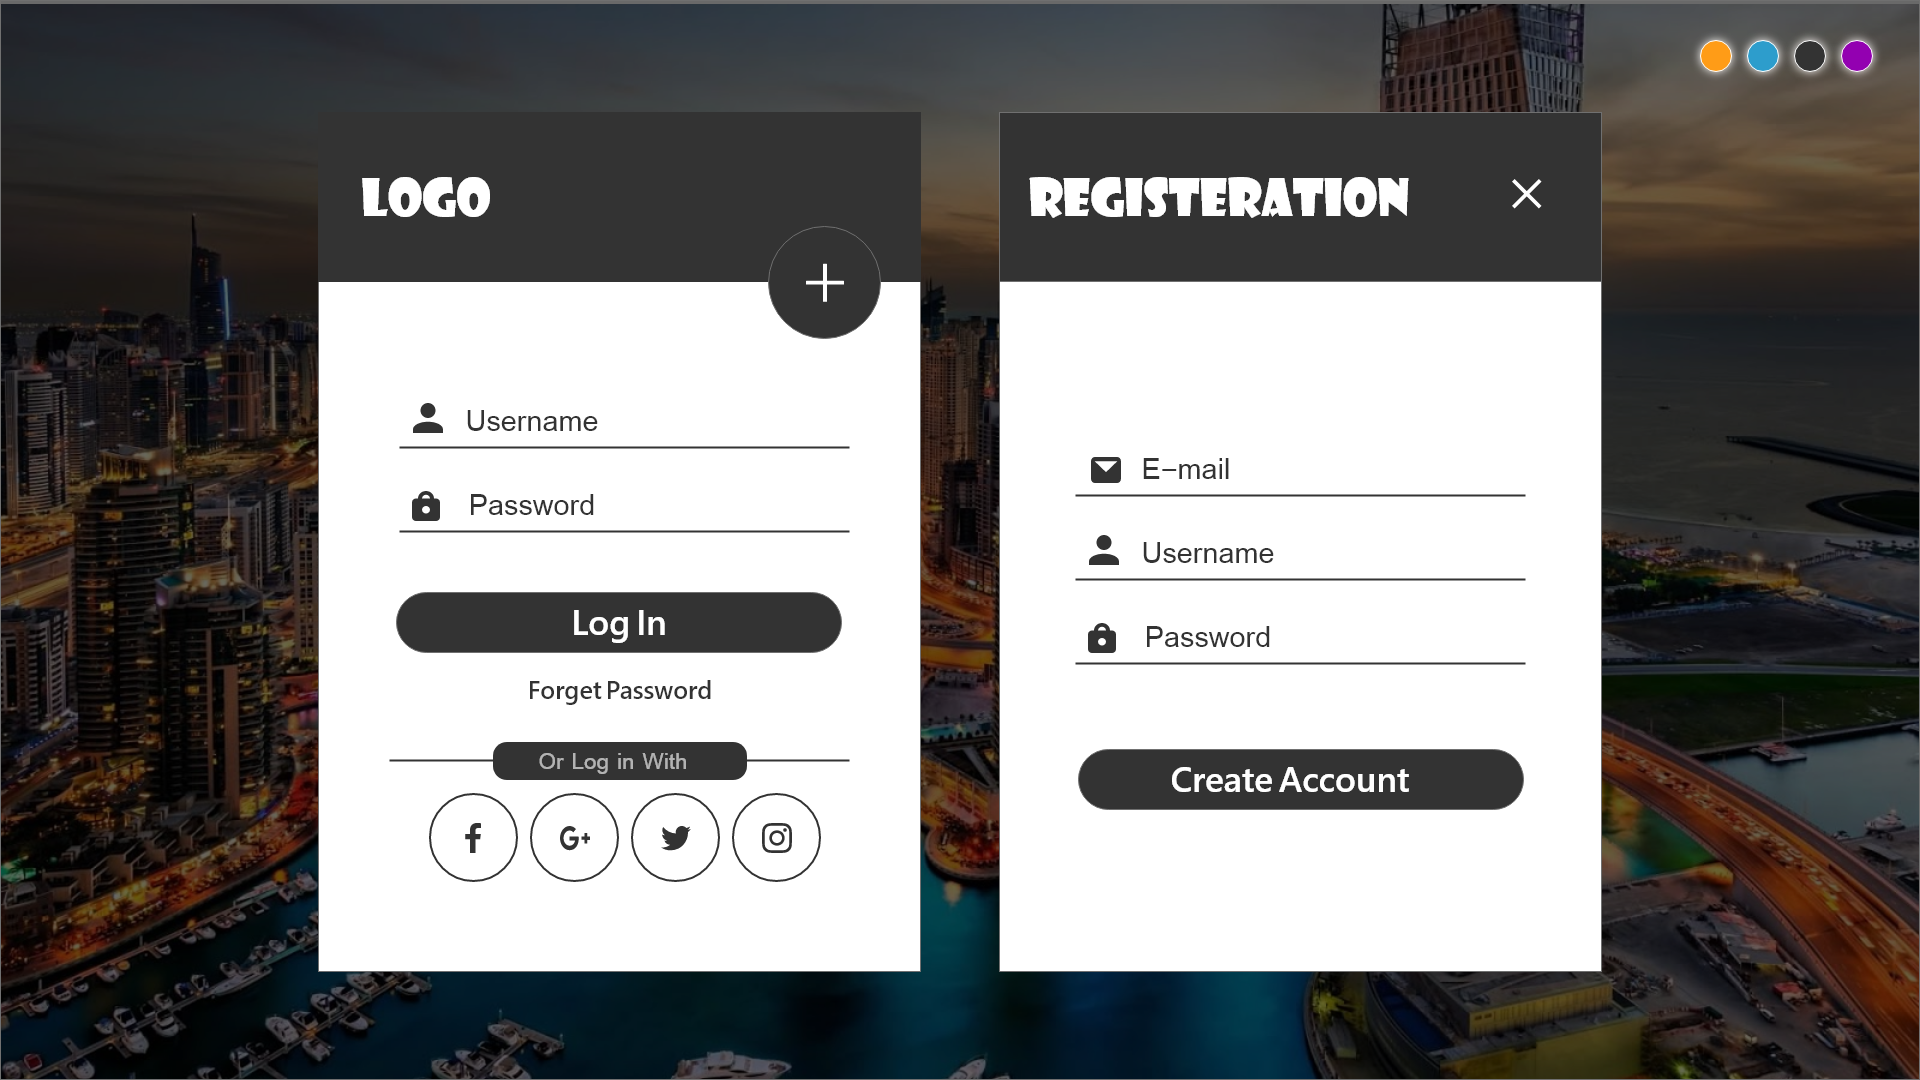 LOGO
Username
Password
Log In
Forget Password
Or Log in With
G+
REGISTERATION
E-mail
Username
Password
Create Account